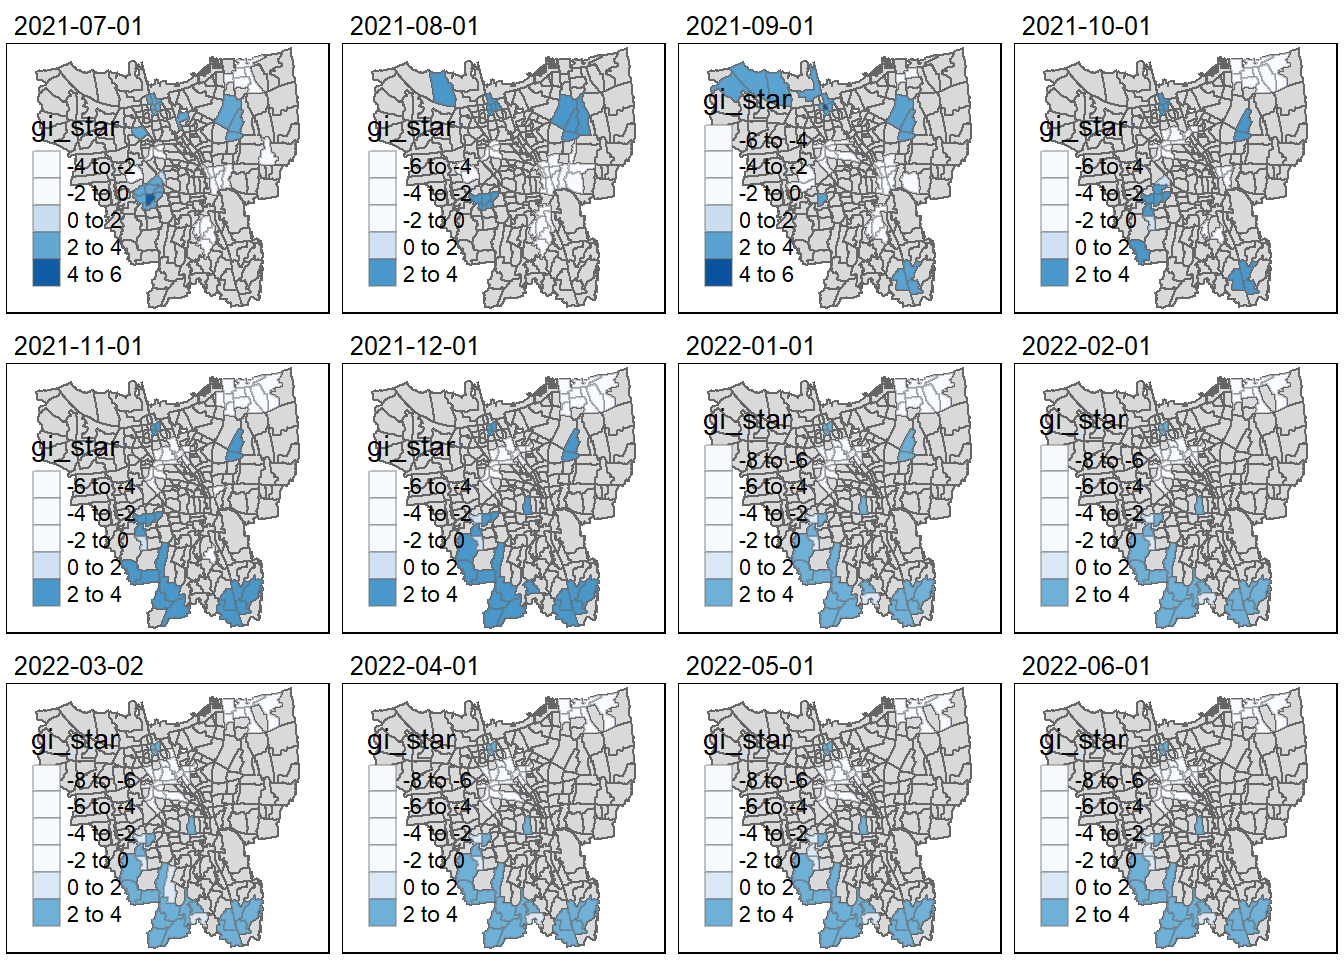 2021-07-01
gi_star
-4 to -2
-2 to 0
0 to 2
2 to 4
4 to 6
2021-08-01
gi_star
-6 to -4
-4 to -2
-2 to 0
0 to 2
2 to 4
2021-09-01
gi_star
-6 to -4
-4 to -2
-2 to 0
0 to 2
2 to 4
4 to 6
2021-10-01
gi_star
-6 to -4
-4 to -2
-2 to 0
0 to 2
2 to 4
2021-11-01
gi_star
-6 to -4
-4 to -2
-2 to 0
0 to 2
2 to 4
2021-12-01
gi_star
-6 to -4
-4 to -2
-2 to 0
0 to 2
2 to 4
2022-01-01
gi_star
-8 to -6
-6 to -4
-4 to -2
-2 to 0
0 to 2
2 to 4
2022-02-01
gi_star
-8 to -6
-6 to -4
-4 to -2
-2 to 0
0 to 2
2 to 4
2022-03-02
gi_star
-8 to -6
-6 to -4
-4 to -2
-2 to 0
0 to 2
2 to 4
2022-04-01
gi_star
-8 to -6
-6 to -4
-4 to -2
-2 to 0
0 to 2
2 to 4
2022-05-01
gi_star
-8 to -6
-6 to -4
-4 to -2
-2 to 0
0 to 2
2 to 4
2022-06-01
gi_star
-8 to -6
-6 to -4
-4 to -2
-2 to 0
0 to 2
2 to 4